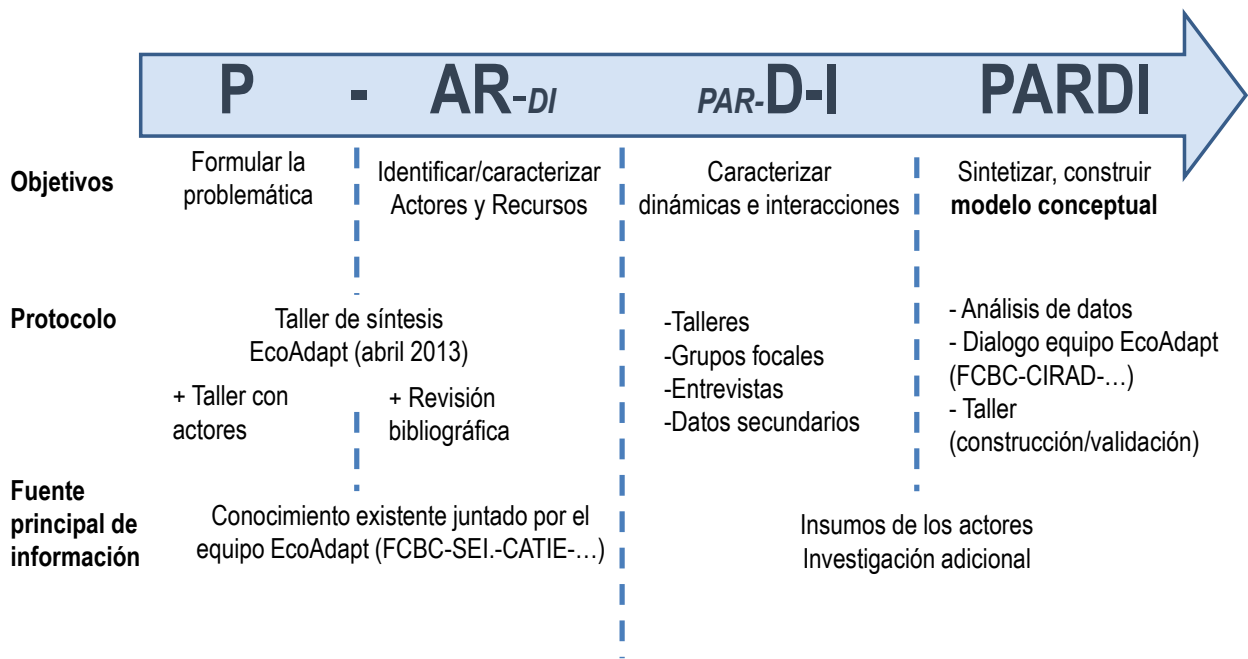 P - AR-DI PAR-D-I PARDI
Objetivos
Formular la
problemática
Identificar/caracterizar
Actores y Recursos
Caracterizar
dinámicas e interacciones
Sintetizar, construir
modelo conceptual
Protocolo
Taller de síntesis
EcoAdapt (abril 2013)
+ Taller con
actores
+ Revisión
bibliográfica
-Talleres
-Grupos focales
-Entrevistas
-Datos secundarios
- Análisis de datos
- Dialogo equipo EcoAdapt
(FCBC-CIRAD-…)
- Taller
(construcción/validación)
Fuente
principal de
información
Conocimiento existente juntado por el
equipo EcoAdapt (FCBC-SEI.-CATIE-…)
Insumos de los actores
Investigación adicional